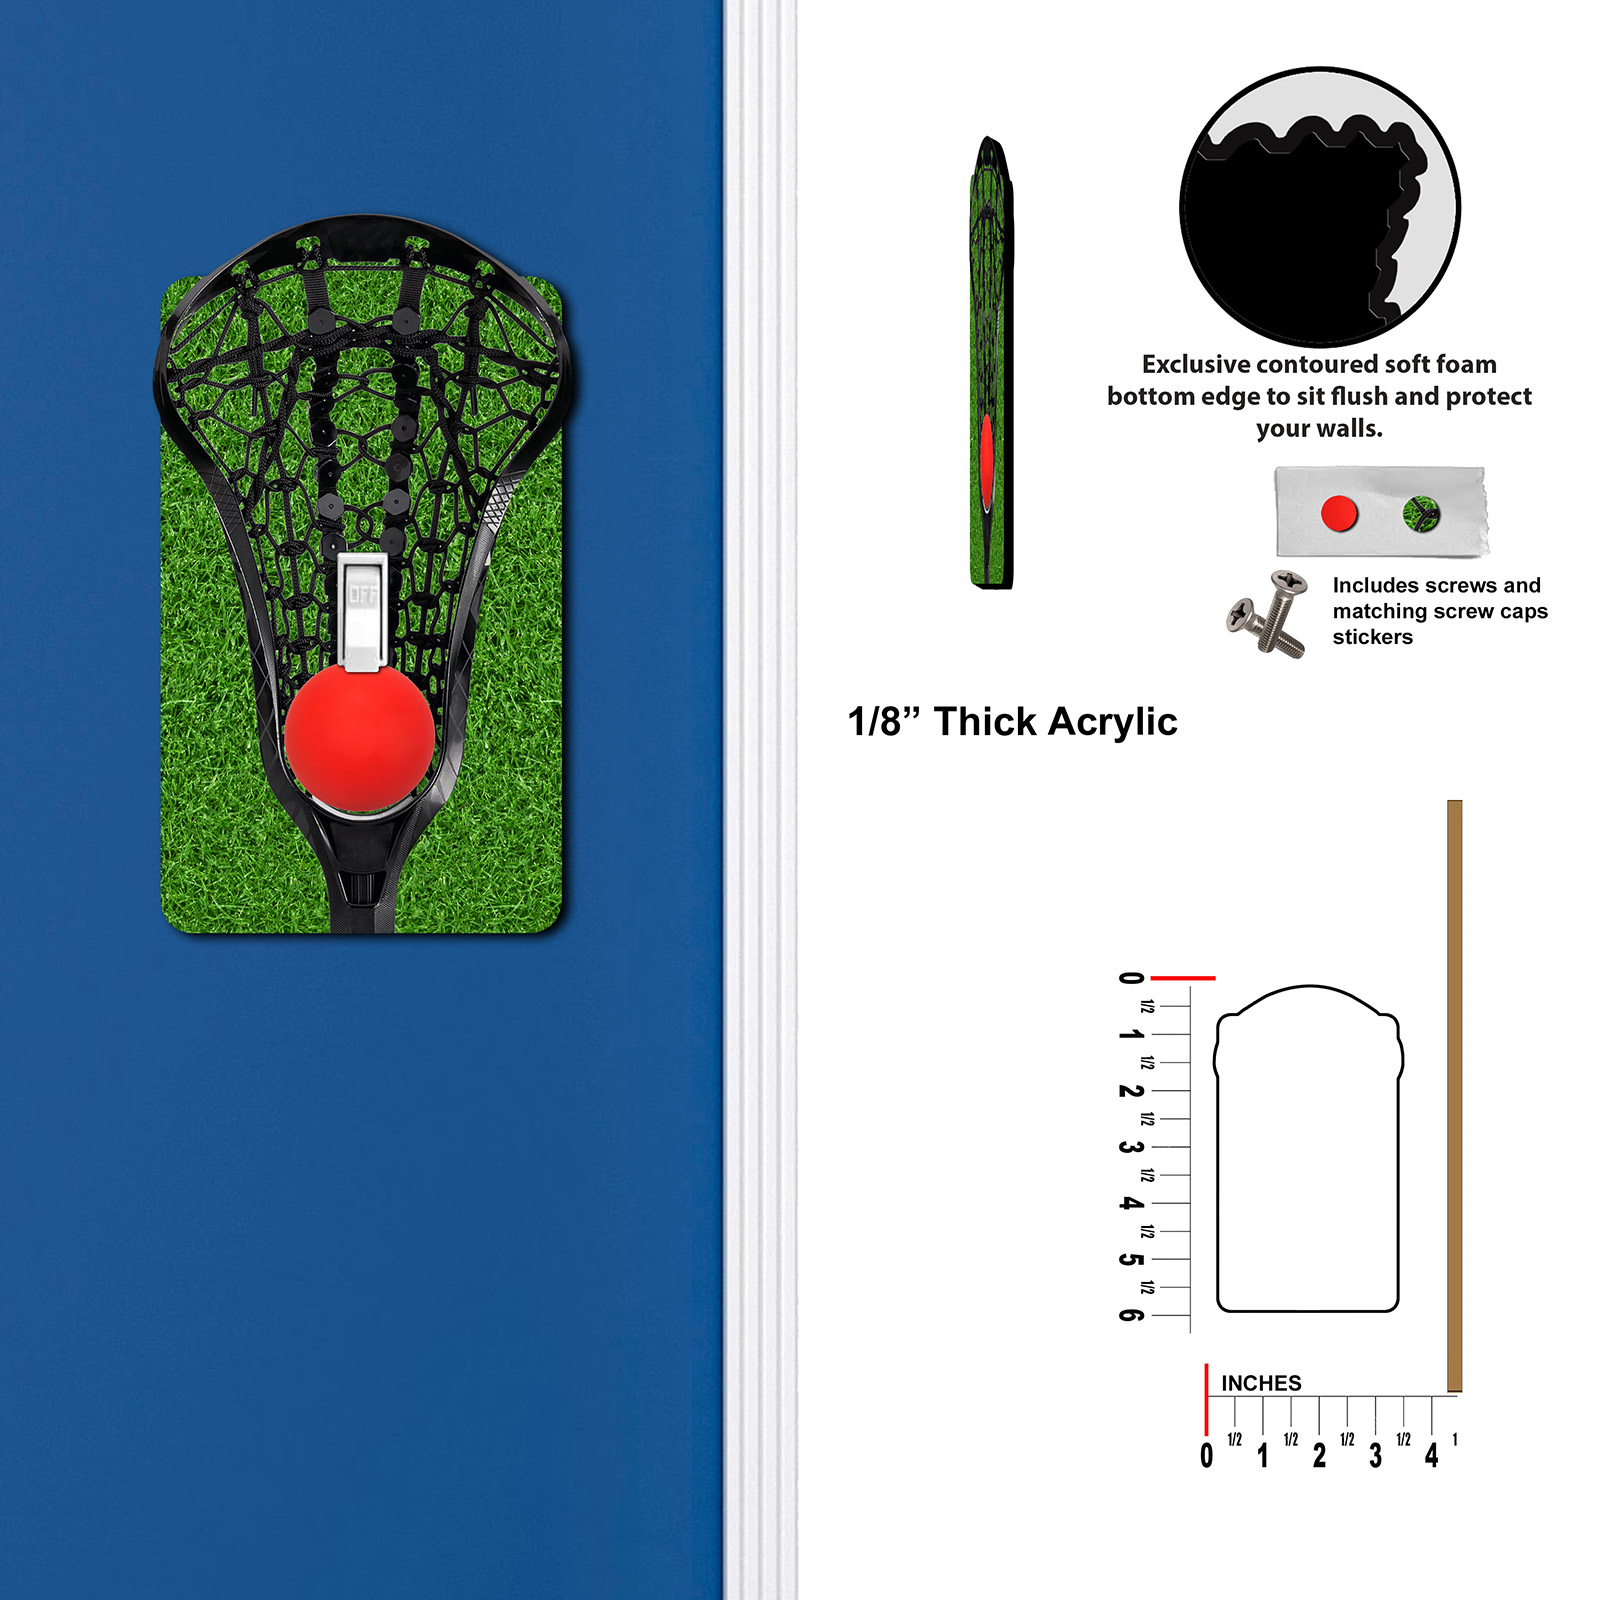 OFF
Exclusive contoured soft foam
bottom edge to sit flush and protect
your walls.
Includes screws and
matching screw caps
stickers
1/8” Thick Acrylic
0
1/2
1
1/2
2
1/2
3
1/2
4
1/2
5
1/2
6
INCHES
0 1/2 1 1/2 2 1/2 3 1/2 4 1